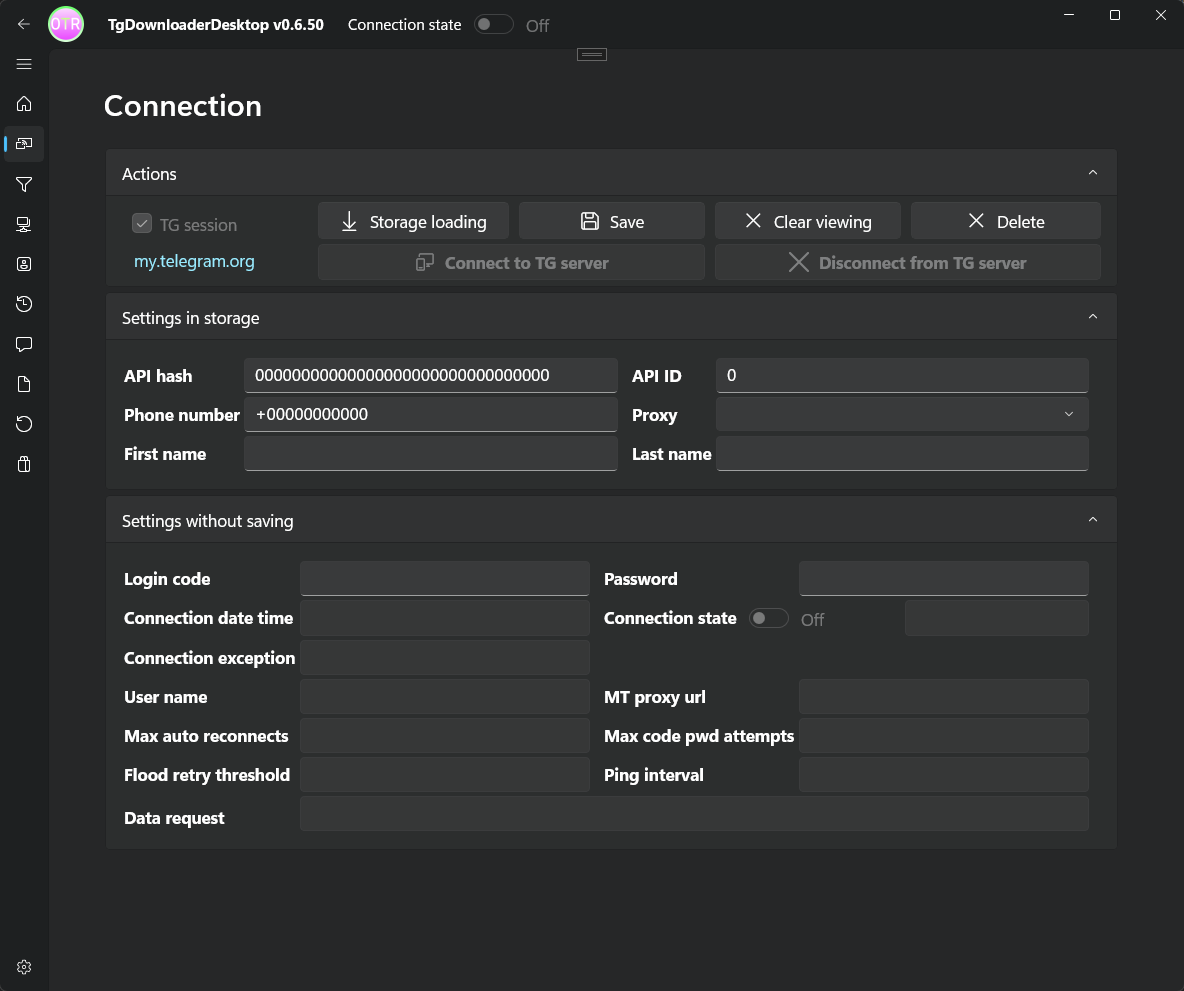 OTR TgDownloaderDesktop v0.6.50 Connection state Off
Connection
Actions
TG session Storage loading Save Clear viewing Delete
my.telegram.org Connect to TG server Disconnect from TG server
Settings in storage
API hash 00000000000000000000000000000000 API ID 0
Phone number +00000000000 Proxy
First name Last name
Settings without saving
Login code Password
Connection date time Connection state Off
Connection exception
User name MT proxy url
Max auto reconnects Max code pwd attempts
Flood retry threshold Ping interval
Data request